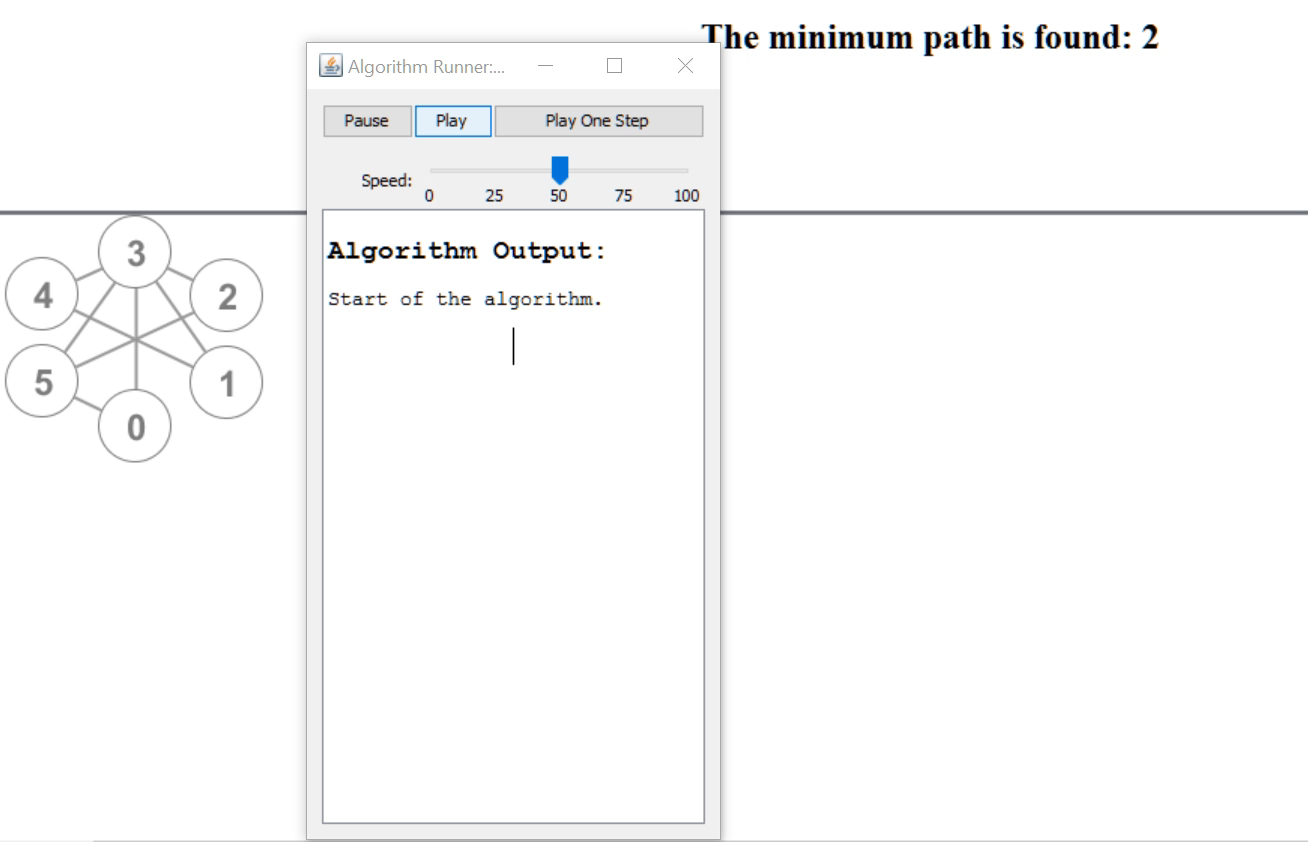 The minimum path is found: 2
Algorithm Runner:...
Pause Play Play One Step
Speed:
0 25 50 75 100
Algorithm Output:
Start of the algorithm.
3
4 2
5 1
0